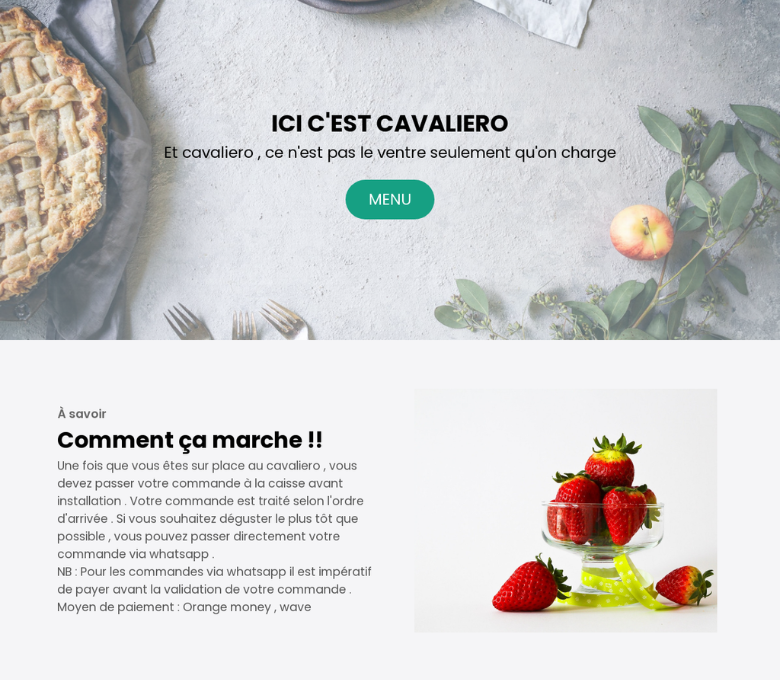 ICI C'EST CAVALIERO
Et cavaliero , ce n'est pas le ventre seulement qu'on charge
MENU
À savoir
Comment ça marche !!
Une fois que vous êtes sur place au cavaliero , vous
devez passer votre commande à la caisse avant
installation . Votre commande est traité selon l'ordre
d'arrivée . Si vous souhaitez déguster le plus tôt que
possible , vous pouvez passer directement votre
commande via whatsapp .
NB : Pour les commandes via whatsapp il est impératif
de payer avant la validation de votre commande .
Moyen de paiement : Orange money , wave